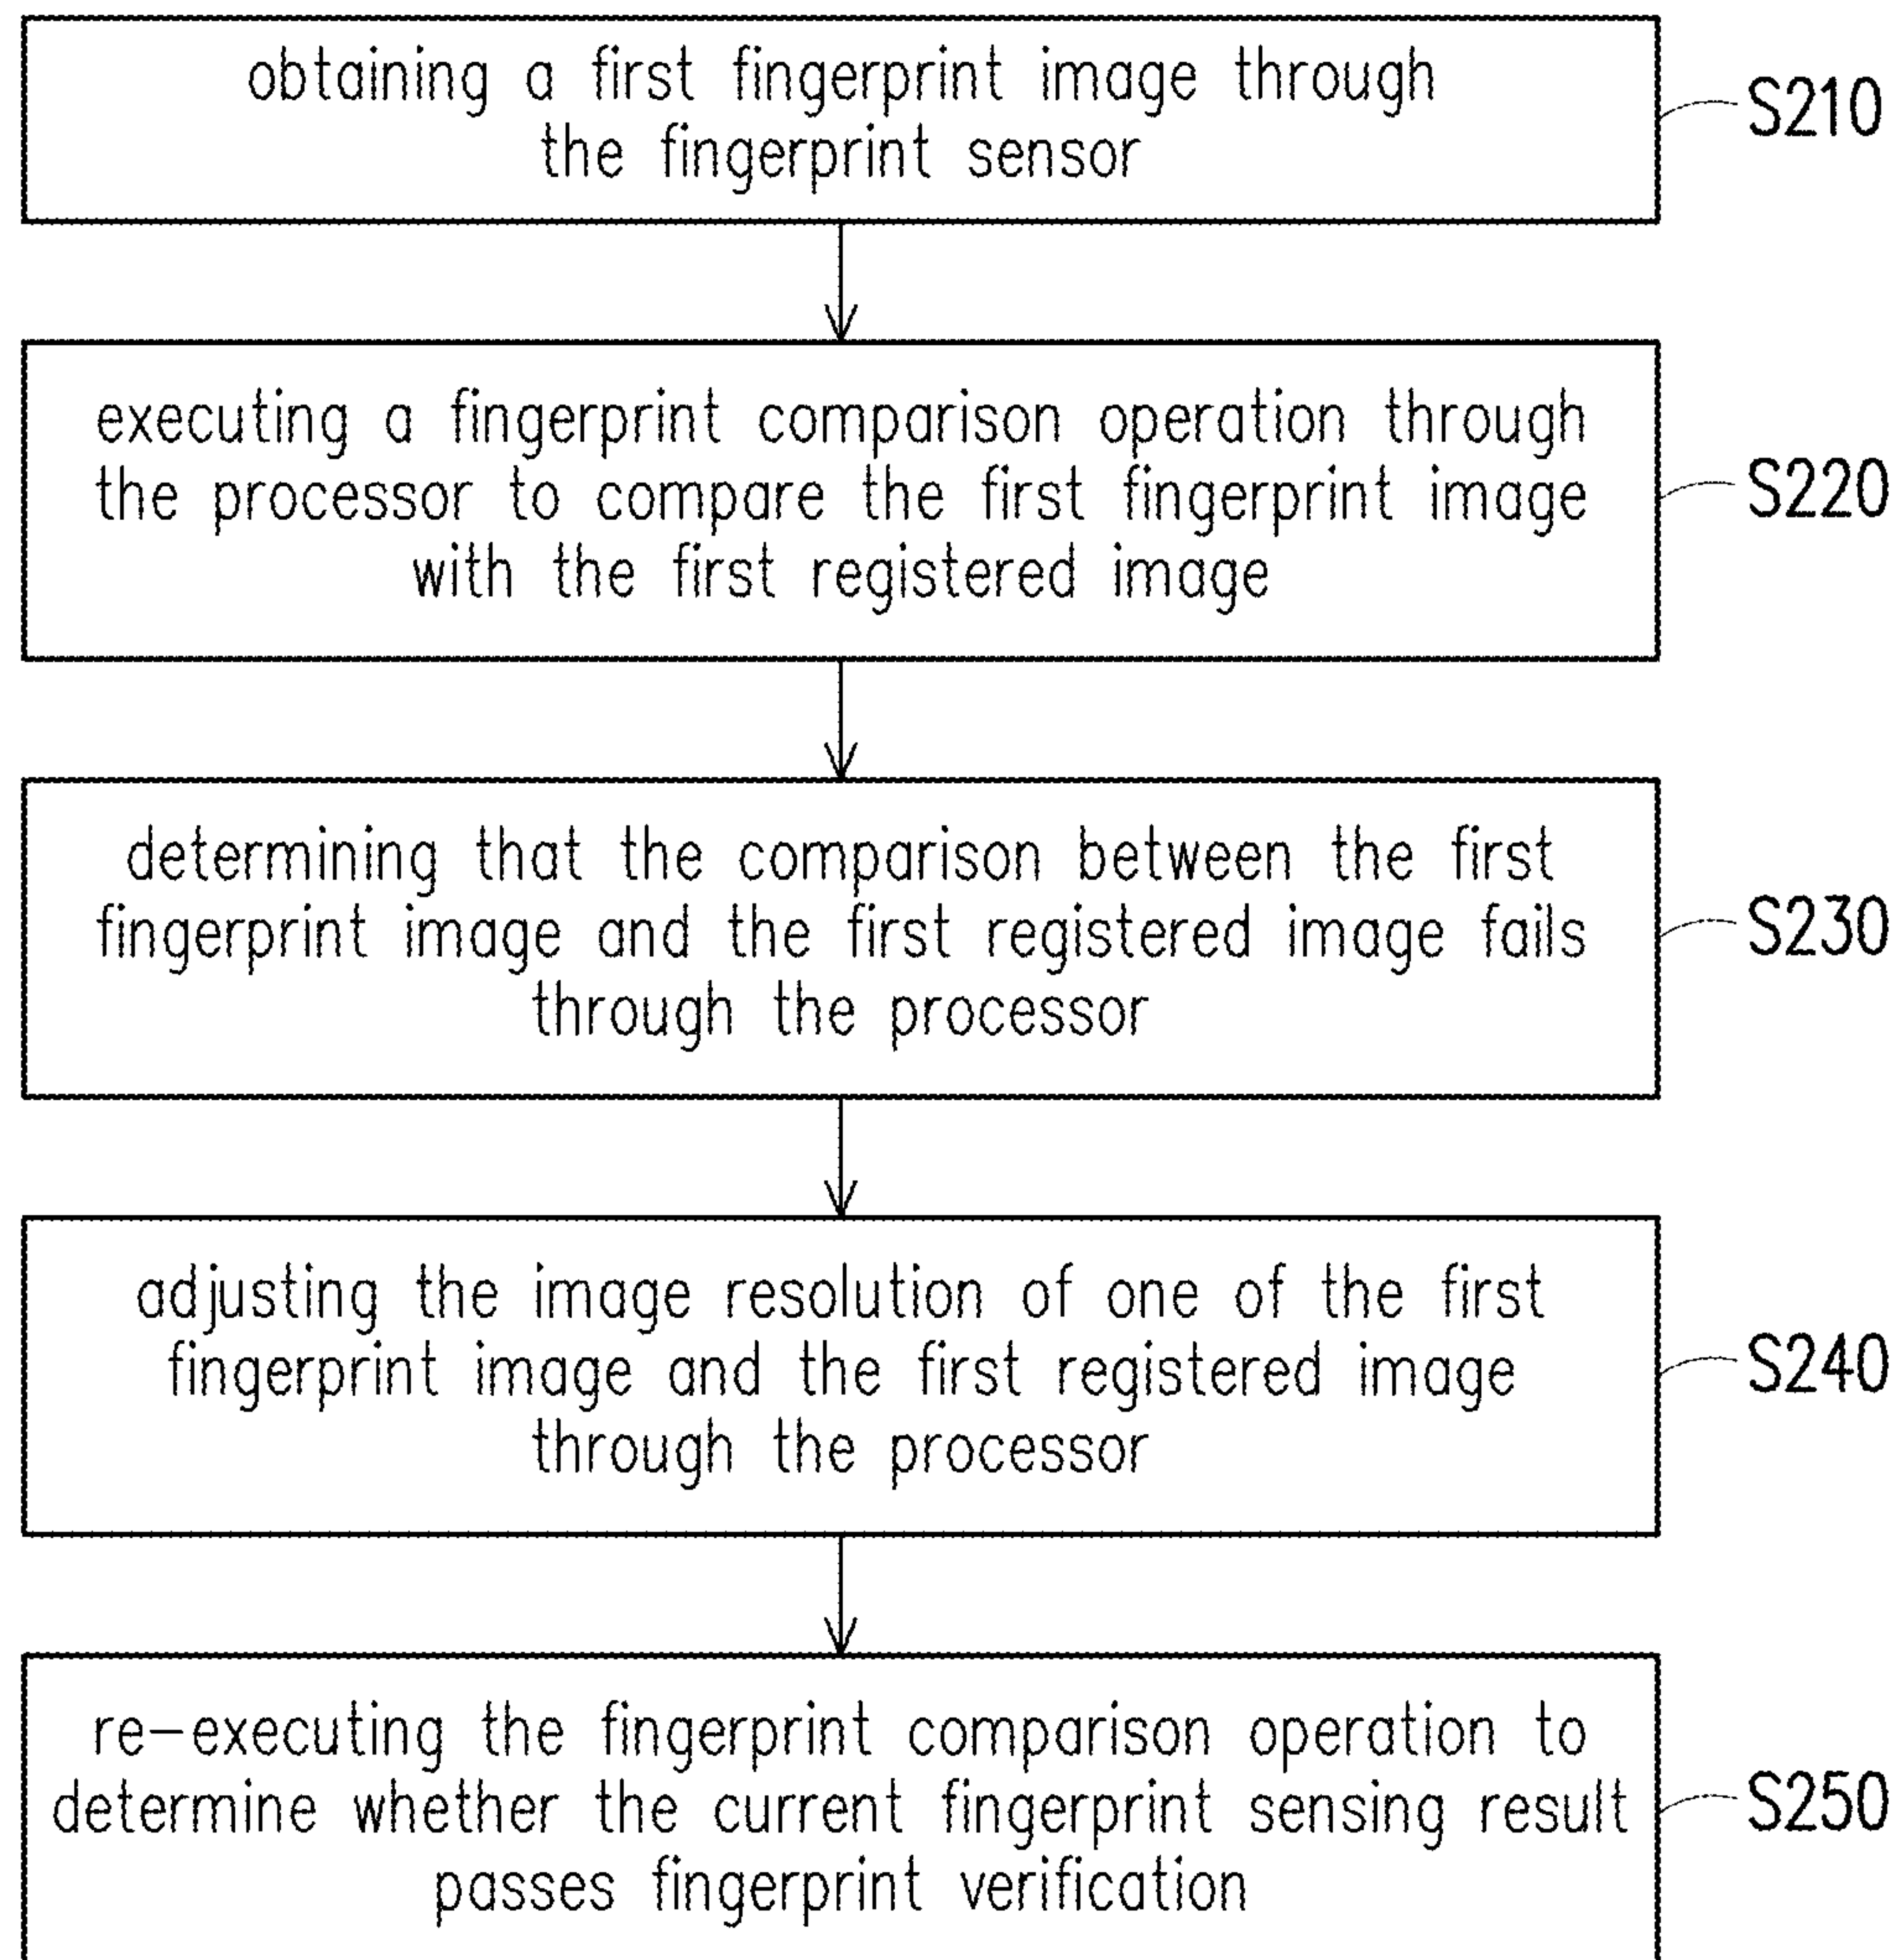 obtaining a first fingerprint image through
the fingerprint sensor
S210
executing a fingerprint comparison operation through
the processor to compare the first fingerprint image
with the first registered image
S220
determining that the comparison between the first
fingerprint image and the first registered image fails
through the processor
S230
adjusting the image resolution of one of the first
fingerprint image and the first registered image
through the processor
S240
re-executing the fingerprint comparison operation to
determine whether the current fingerprint sensing result
passes fingerprint verification
S250